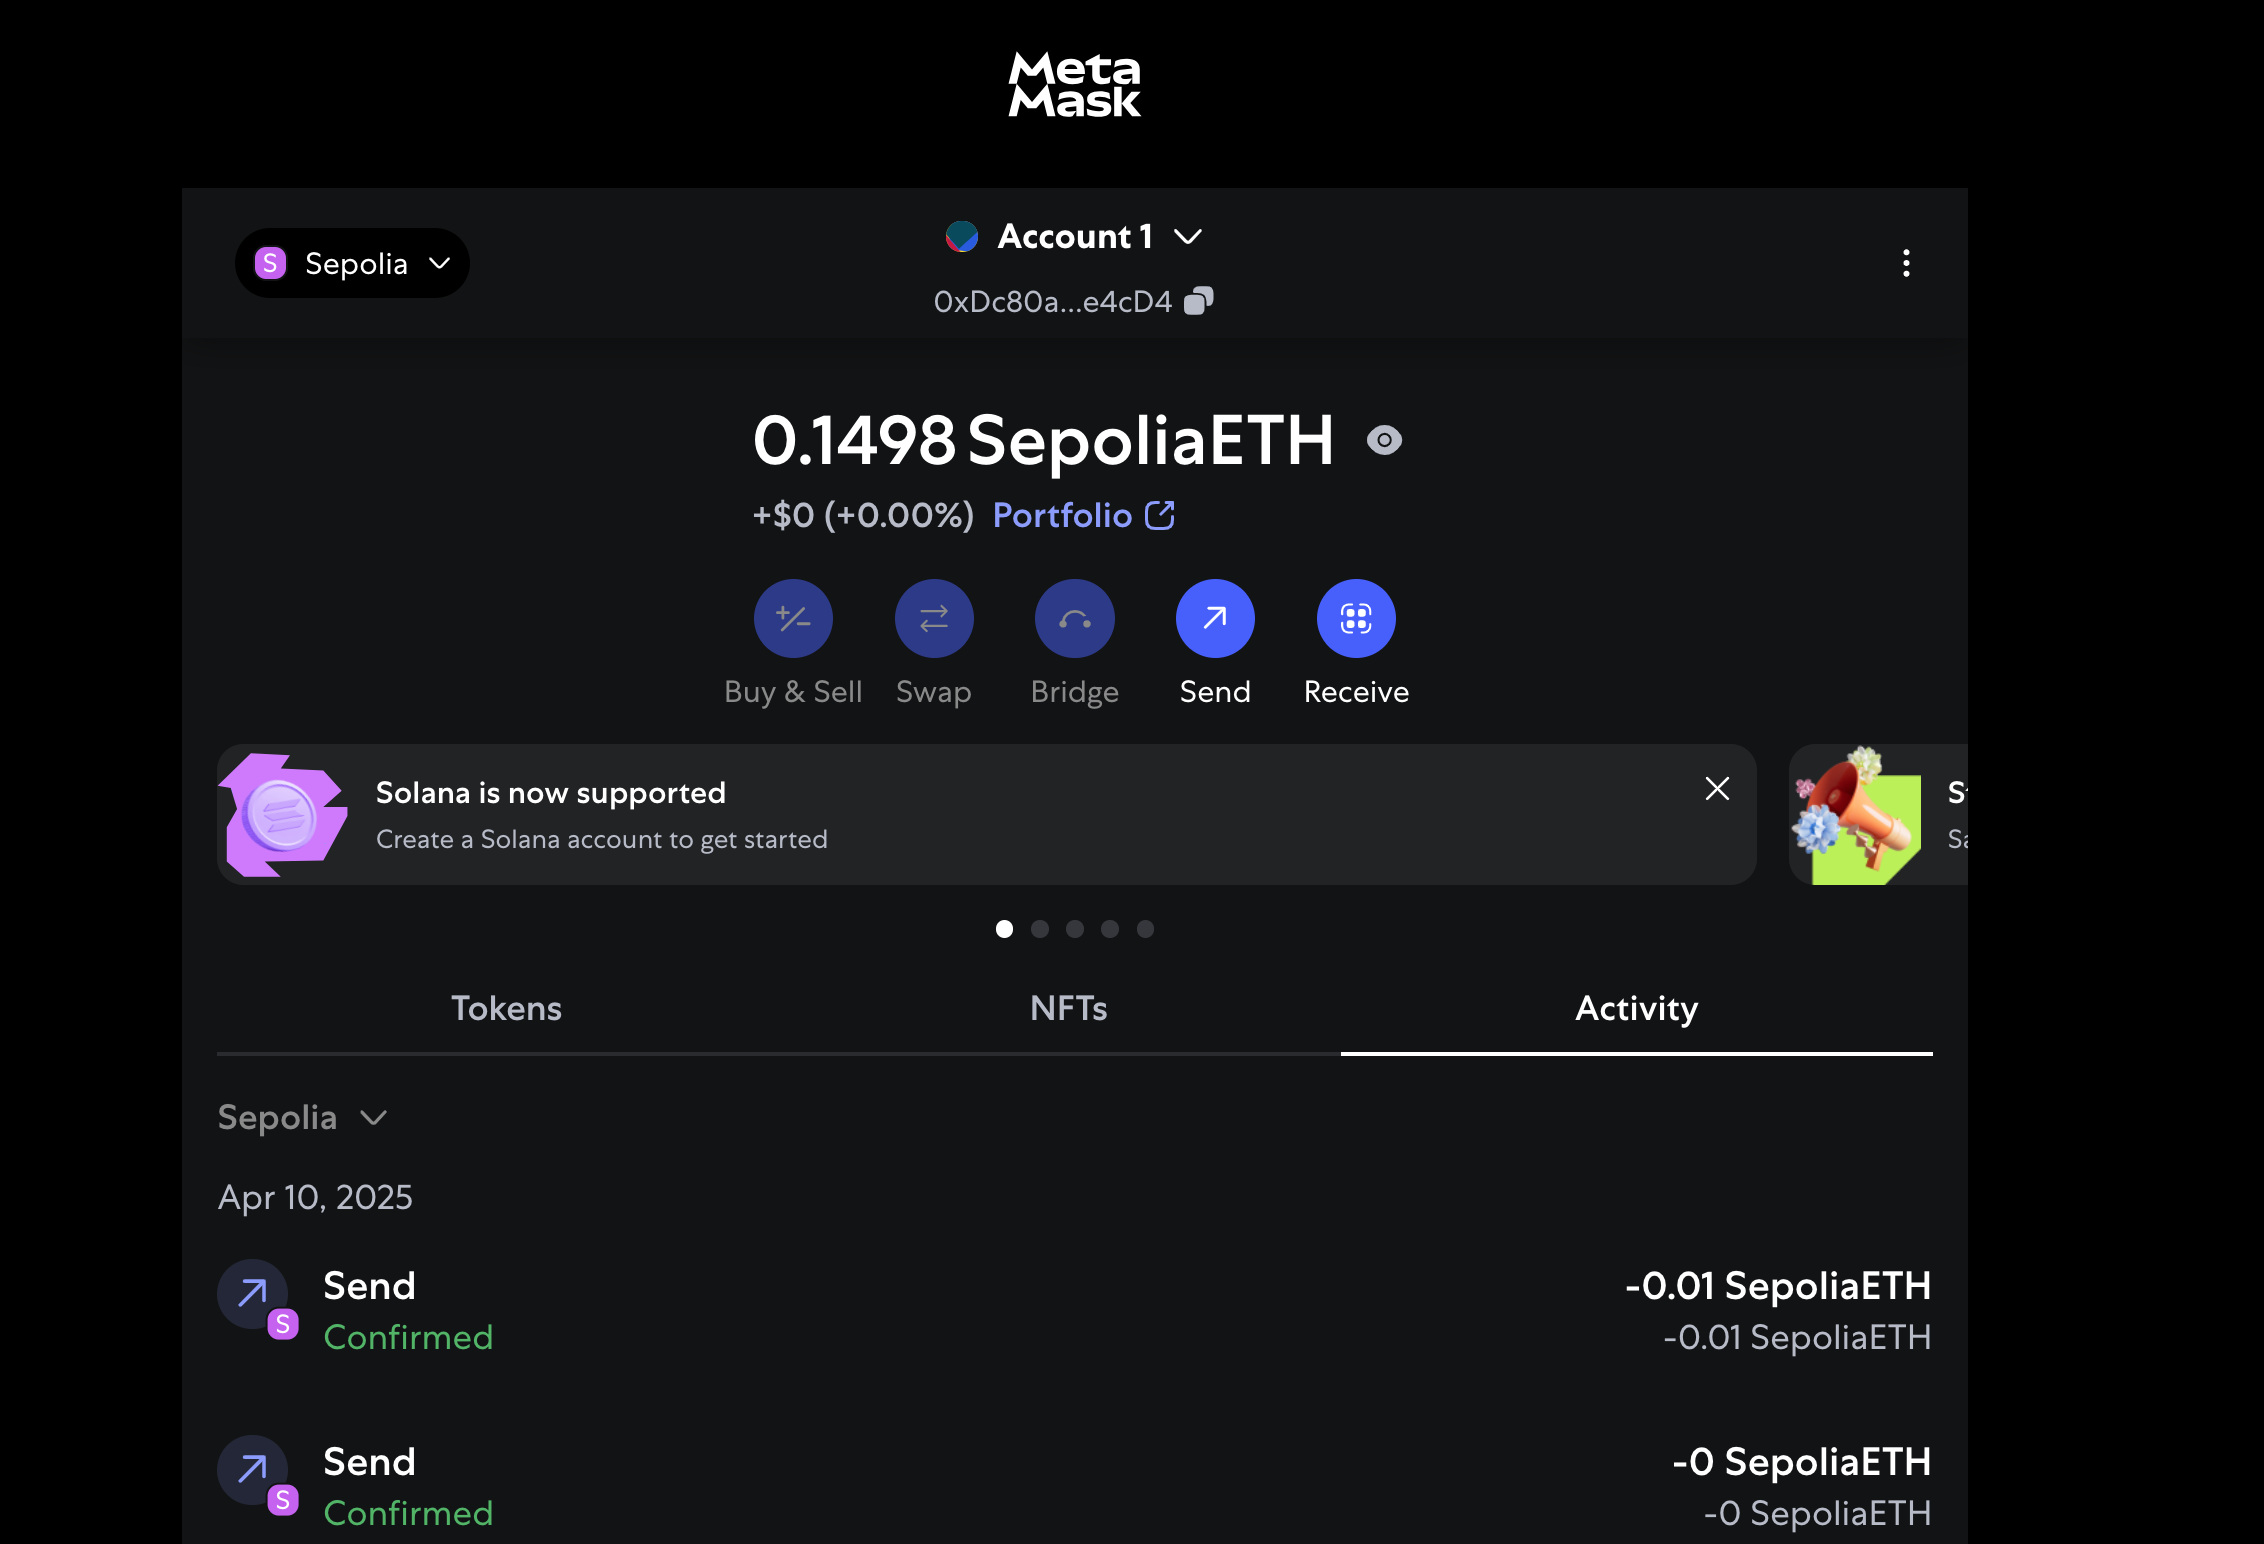 Meta
Mask
S Sepolia
Account 1
0xDc80a...e4cD4
0.1498 SepoliaETH
+$0 (+0.00%) Portfolio
Buy & Sell Swap Bridge Send Receive
Solana is now supported
Create a Solana account to get started
Tokens NFTs Activity
Sepolia
Apr 10, 2025
Send -0.01 SepoliaETH
S Confirmed -0.01 SepoliaETH
Send -0 SepoliaETH
S Confirmed -0 SepoliaETH